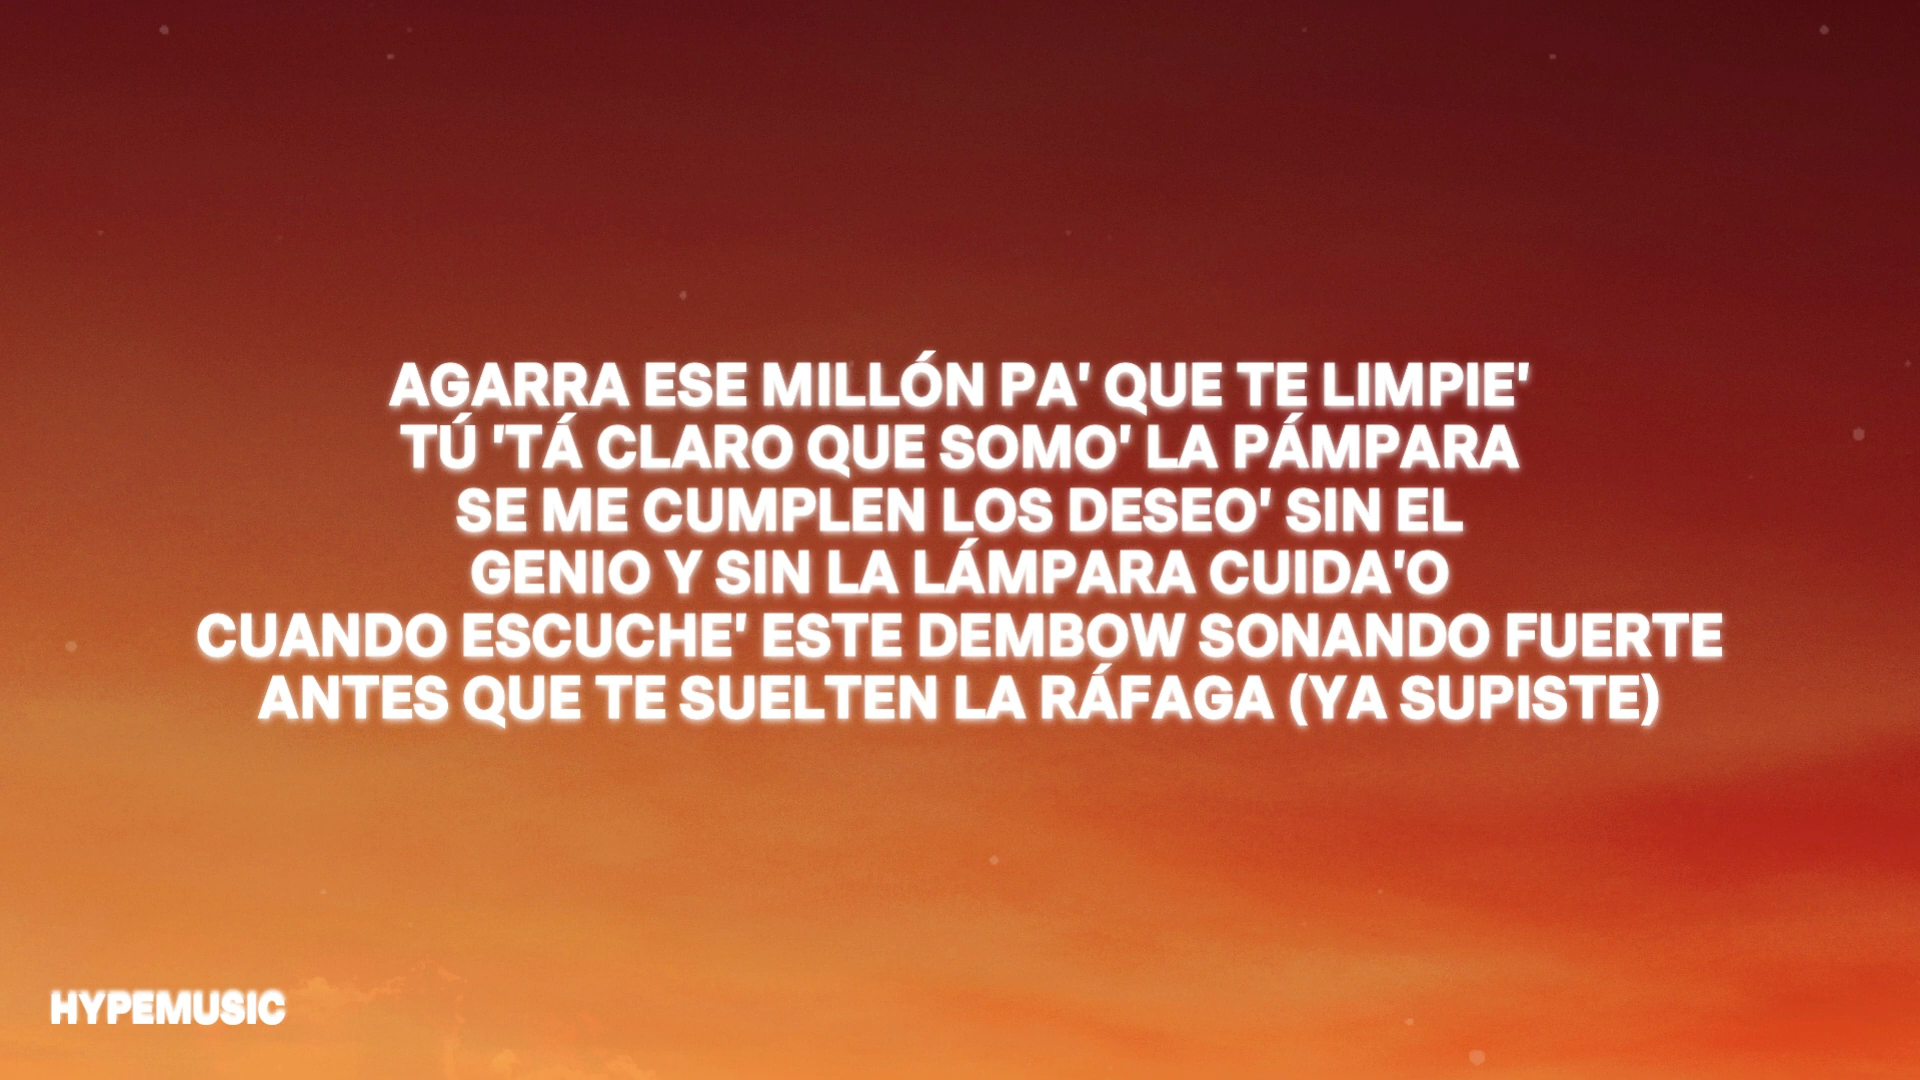 AGARRA ESE MILLÓN PA' QUE TE LIMPIE'
TÚ 'TÁ CLARO QUE SOMO' LA PÁMPARA
SE ME CUMPLEN LOS DESEO' SIN EL
GENIO Y SIN LA LÁMPARA CUIDA'O
CUANDO ESCUCHE' ESTE DEMBOW SONANDO FUERTE
ANTES QUE TE SUELTEN LA RÁFAGA (YA SUPISTE)
HYPEMUSIC